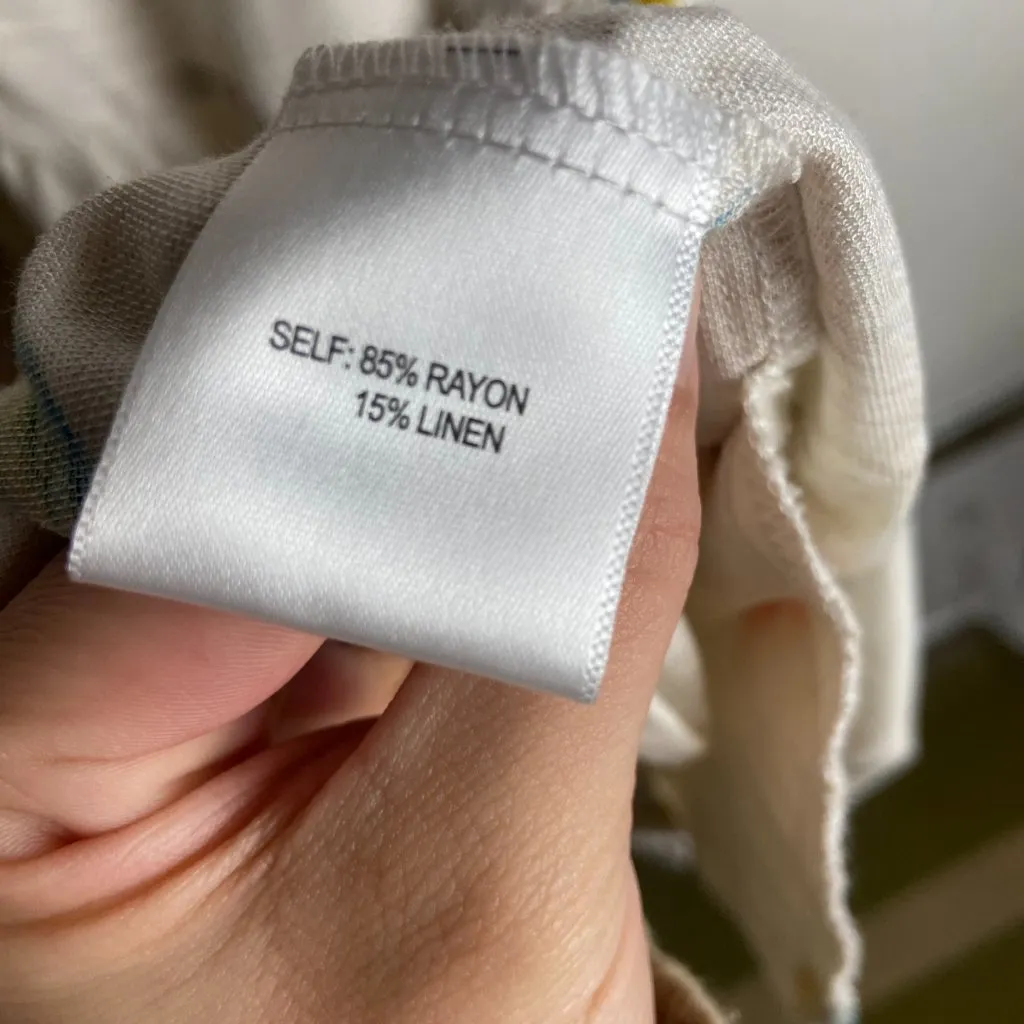 SELF: 85% RAYON
15% LINEN